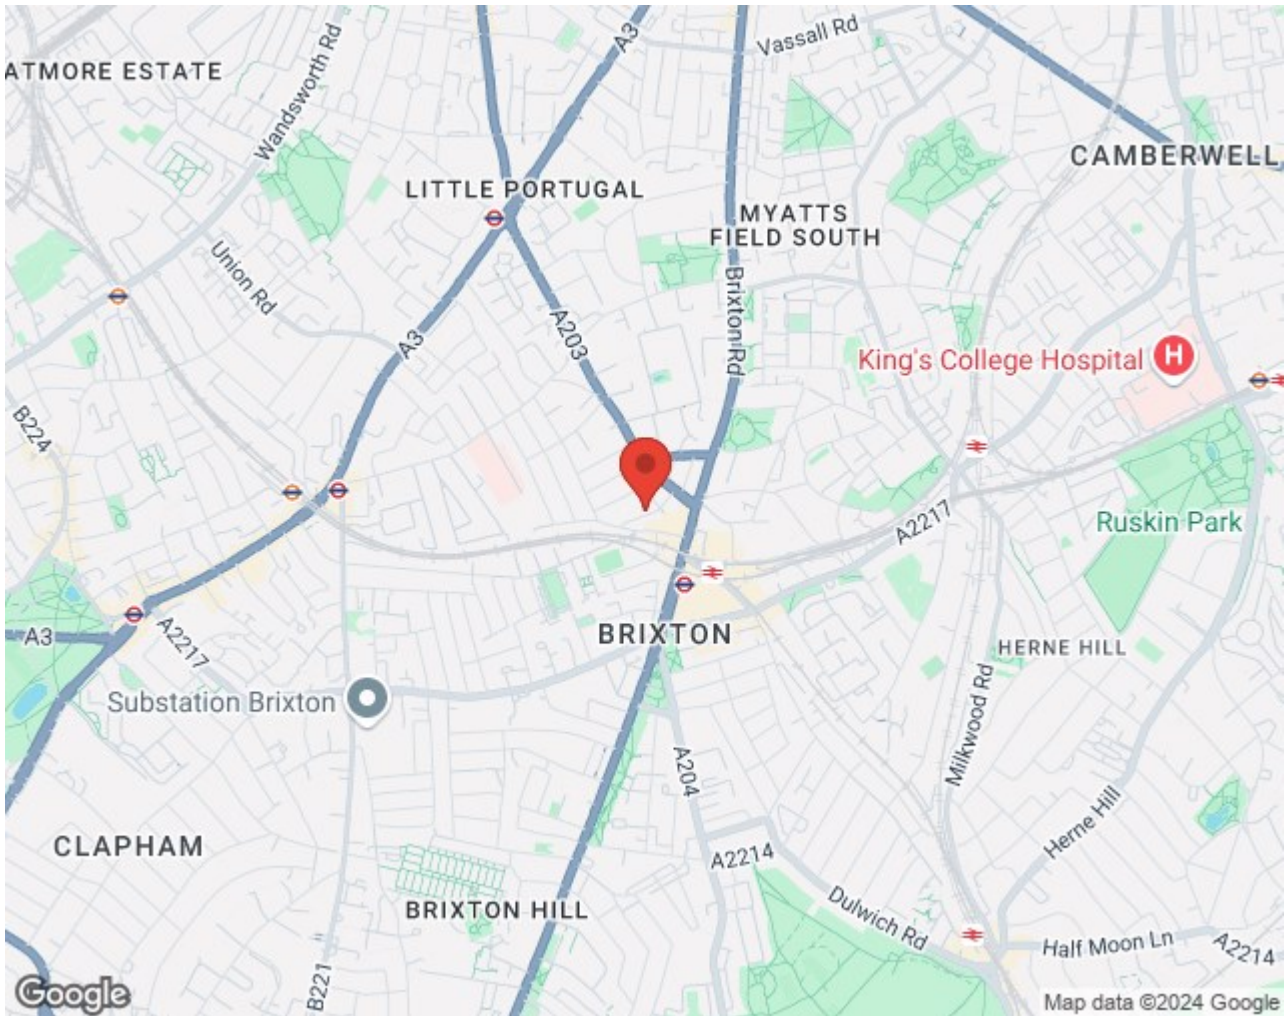 Vassall Rd
A3
ATMORE ESTATE
Wandsworth Rd
CAMBERWELL
LITTLE PORTUGAL
MYATTS
FIELD SOUTH
Union Rd
Brixton Rd
A203
A3
King's College Hospital
H
B224
A2217
Ruskin Park
A3
A2217
BRIXTON
HERNE HILL
Substation Brixton
Milkwood Rd
A204
Herne Hill
CLAPHAM
A2214
BRIXTON HILL
Dulwich Rd
Half Moon Ln
A2214
B221
Google
Map data ©2024 Google